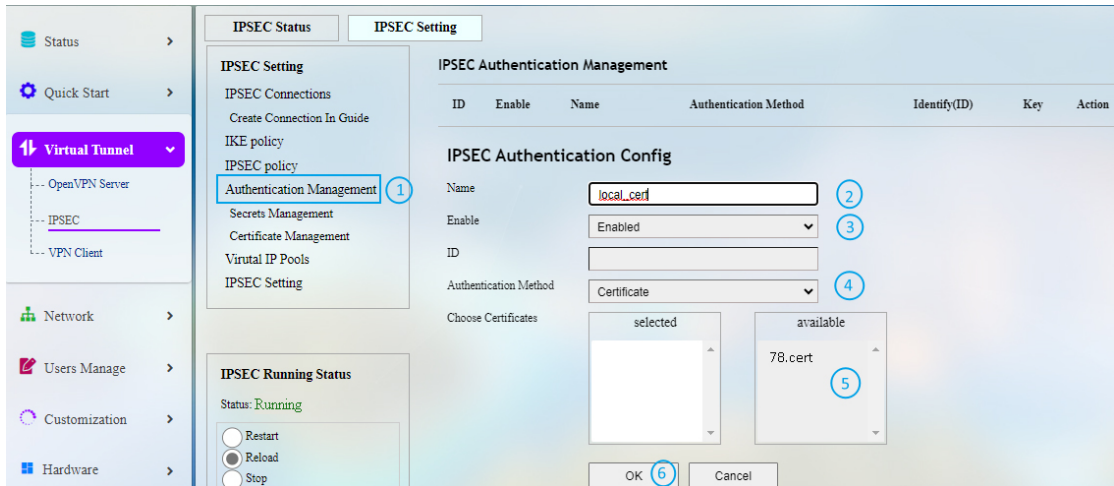 Status
Quick Start
Virtual Tunnel
OpenVPN Server
IPSEC
VPN Client
Network
Users Manage
Customization
Hardware
IPSEC Status
IPSEC Setting
IPSEC Setting
IPSEC Connections
Create Connection In Guide
IKE policy
IPSEC policy
Authentication Management 1
Secrets Management
Certificate Management
Virutal IP Pools
IPSEC Setting
IPSEC Running Status
Status: Running
Restart
Reload
Stop
IPSEC Authentication Management
ID Enable Name Authentication Method Identify(ID) Key Action
IPSEC Authentication Config
Name local_cert 2
Enable Enabled 3
ID
Authentication Method Certificate 4
Choose Certificates selected available
78.cert
5
OK 6 Cancel